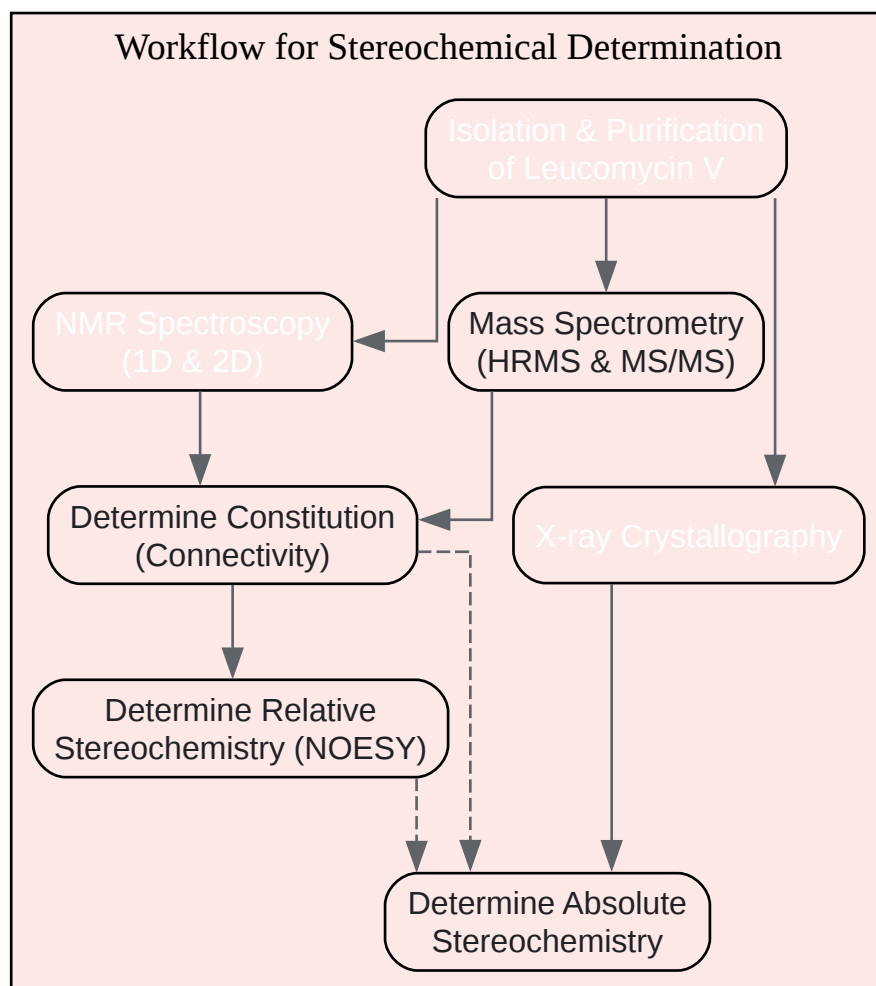 Workflow for Stereochemical Determination
Isolation & Purification
of Leucomycin V
NMR Spectroscopy
(1D & 2D)
Mass Spectrometry
(HRMS & MS/MS)
Determine Constitution
(Connectivity)
X-ray Crystallography
Determine Relative
Stereochemistry (NOESY)
Determine Absolute
Stereochemistry